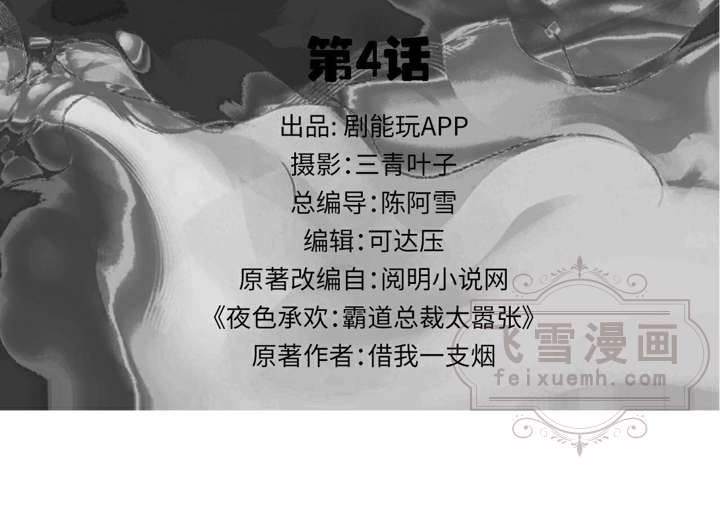 第4话
出品: 剧能玩APP
摄影:三青叶子
总编导:陈阿雪
编辑:可达压
原著改编自:阅明小说网
《夜色承欢:霸道总裁太嚣张》
飞雪漫画
原著作者:借我一支烟
feixuemh.com